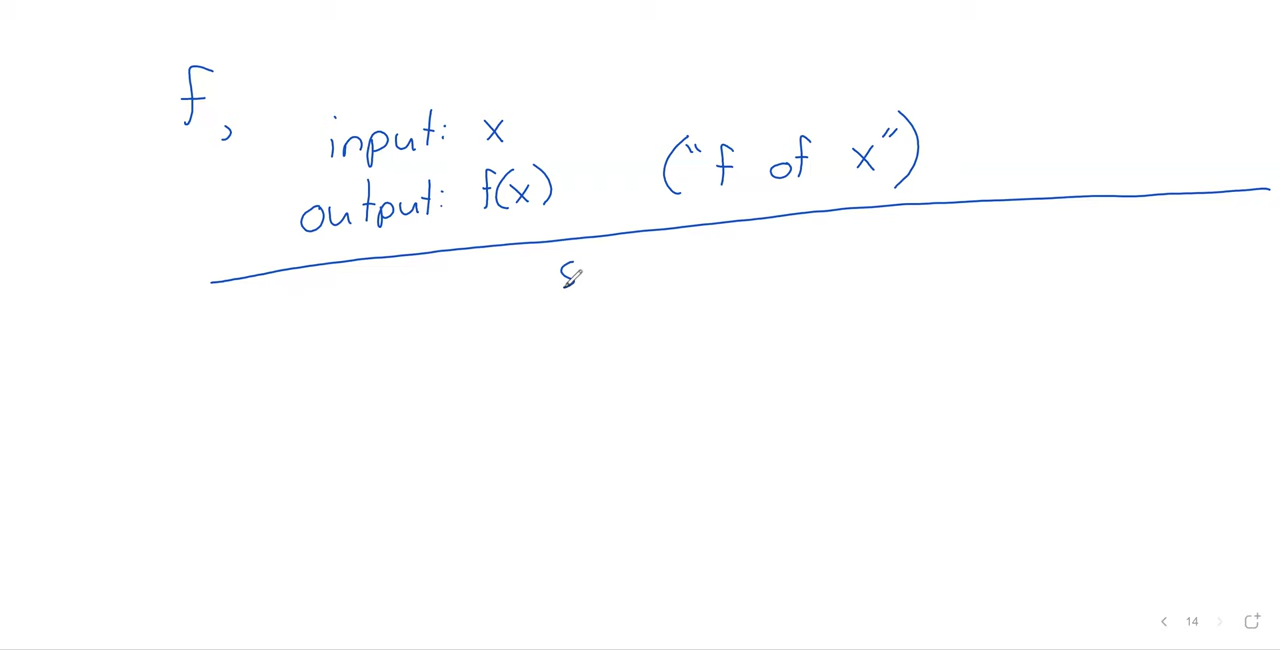 f,
input: x
output: f(x) ("f of x")
s
14